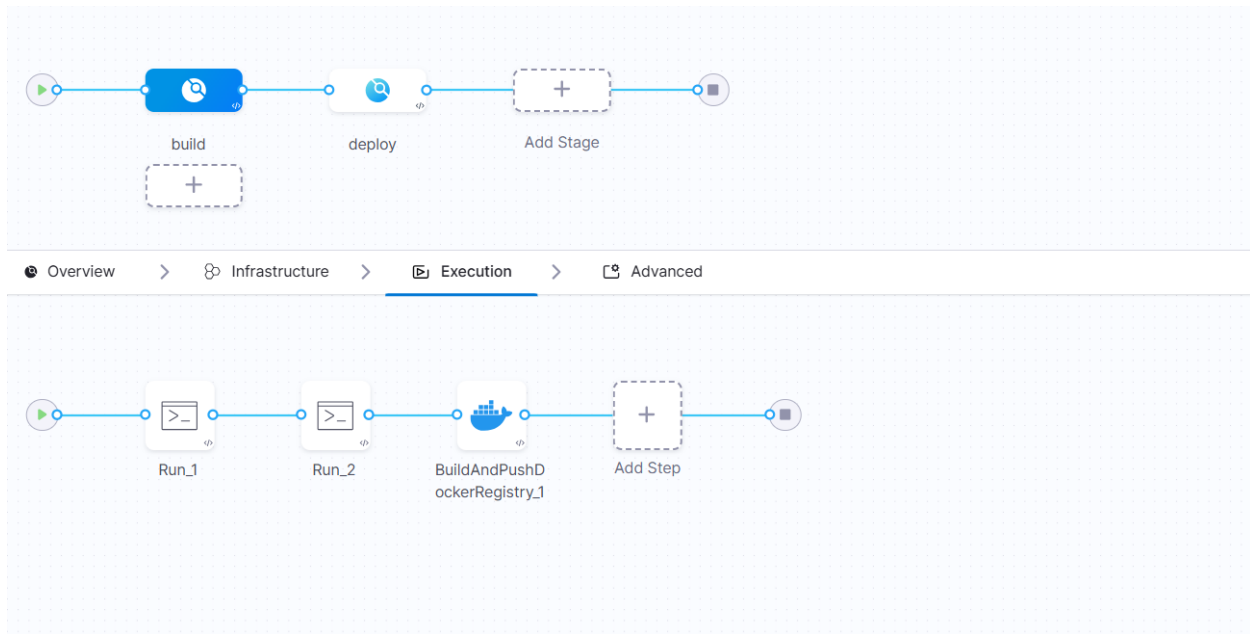 build
deploy
Add Stage
Overview
Infrastructure
Execution
Advanced
Run_1
Run_2
BuildAndPushD
ockerRegistry_1
Add Step